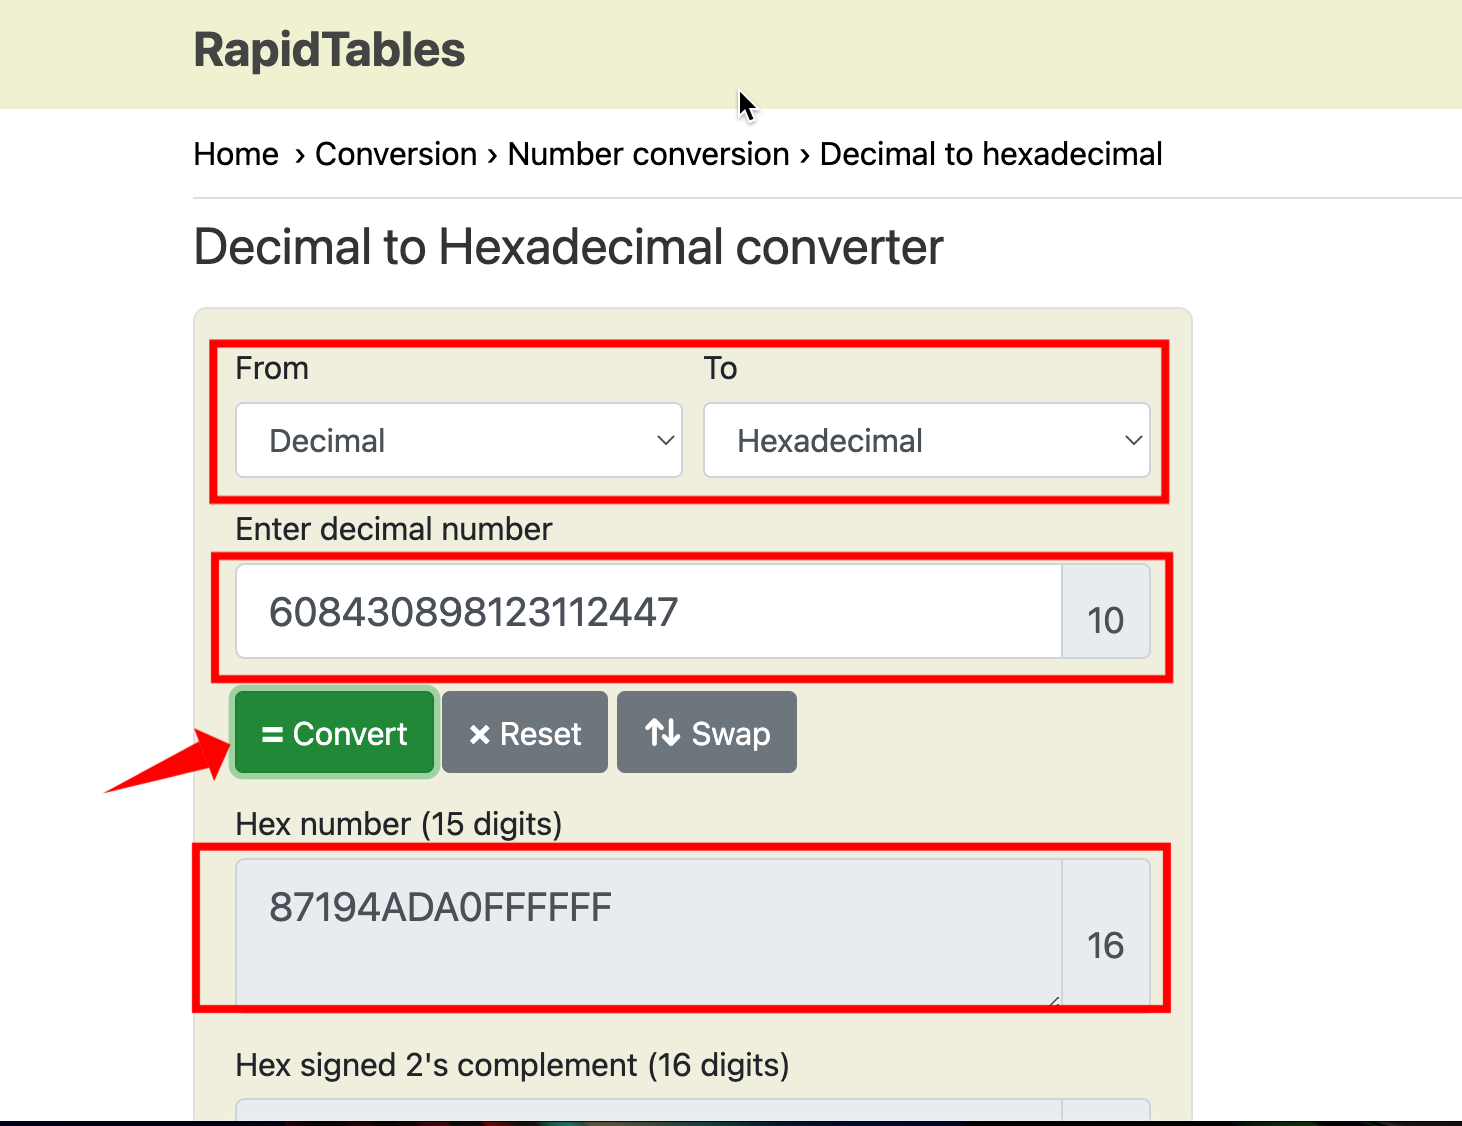 RapidTables
Home › Conversion › Number conversion › Decimal to hexadecimal
Decimal to Hexadecimal converter
From To
Decimal Hexadecimal
Enter decimal number
608430898123112447 10
= Convert × Reset ↑↓ Swap
Hex number (15 digits)
87194ADA0FFFFFF
16
Hex signed 2's complement (16 digits)